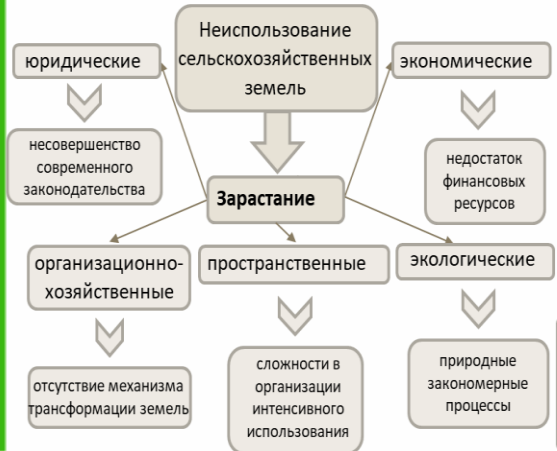 Неиспользование
сельскохозяйственных
земель
юридические
экономические
несовершенство
современного
законодательства
недостаток
финансовых
ресурсов
Зарастание
организационно-
хозяйственные
пространственные
экологические
отсутствие механизма
трансформации земель
сложности в
организации
интенсивного
использования
природные
закономерные
процессы